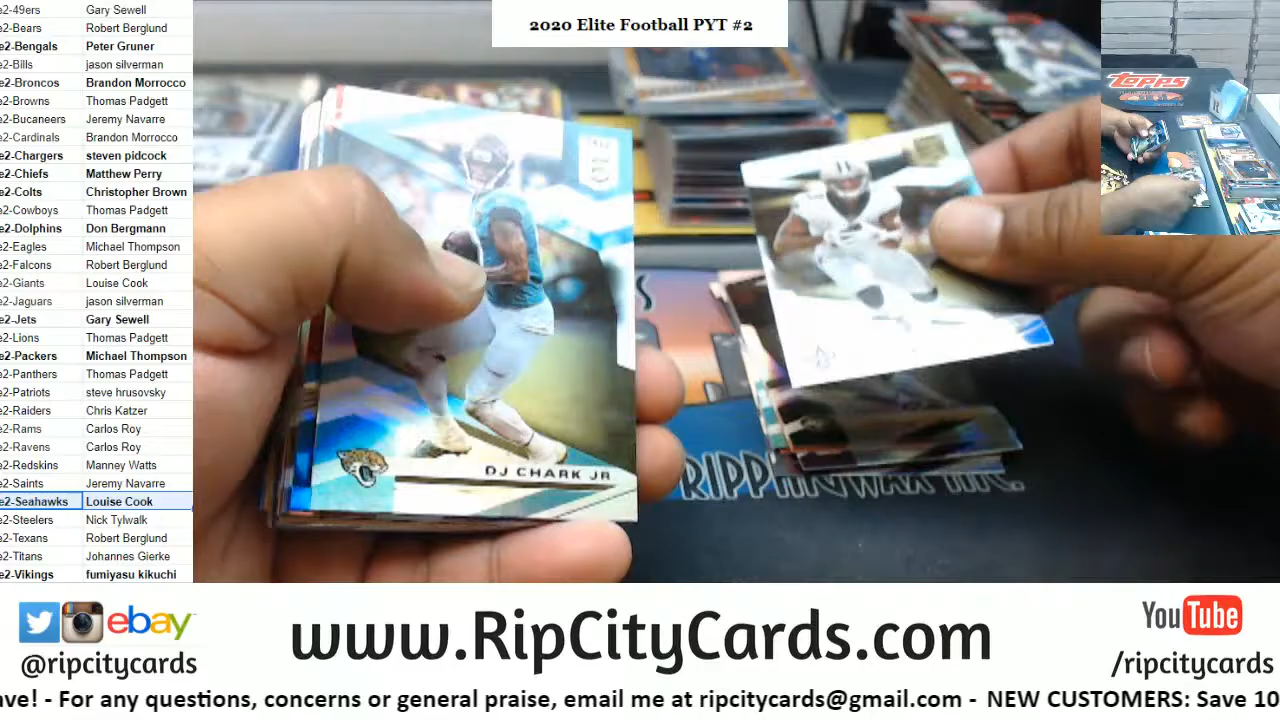 2020 Elite Football PYT #2
e2-49ers Gary Sewell
e2-Bears Robert Berglund
e2-Bengals Peter Gruner
e2-Bills jason silverman
e2-Broncos Brandon Morrocco
e2-Browns Thomas Padgett
e2-Bucaneers Jeremy Navarre
e2-Cardinals Brandon Morrocco
e2-Chargers steven pidcock
e2-Chiefs Matthew Perry
e2-Colts Christopher Brown
e2-Cowboys Thomas Padgett
e2-Dolphins Don Bergmann
e2-Eagles Michael Thompson
e2-Falcons Robert Berglund
e2-Giants Louise Cook
e2-Jaguars jason silverman
e2-Jets Gary Sewell
e2-Lions Thomas Padgett
e2-Packers Michael Thompson
e2-Panthers Thomas Padgett
e2-Patriots steve hrusovsky
e2-Raiders Chris Katzer
e2-Rams Carlos Roy
e2-Ravens Carlos Roy
e2-Redskins Manney Watts
e2-Saints Jeremy Navarre
e2-Seahawks Louise Cook
e2-Steelers Nick Tylwalk
e2-Texans Robert Berglund
e2-Titans Johannes Gierke
e2-Vikings fumiyasu kikuchi
TOPPS
DJ CHARK JR
RIPPIN WAX INC.
ebay
@ripcitycards
www.RipCityCards.com
YouTube
/ripcitycards
ave! - For any questions, concerns or general praise, email me at ripcitycards@gmail.com - NEW CUSTOMERS: Save 10